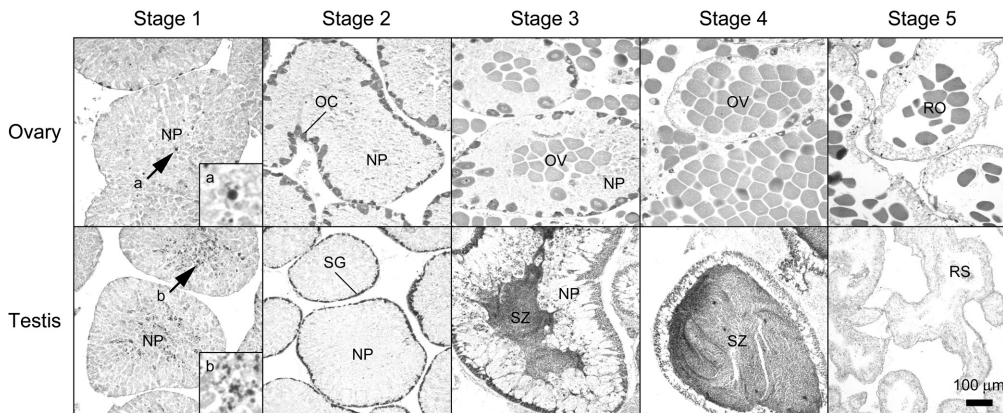 Stage 1 Stage 2 Stage 3 Stage 4 Stage 5
Ovary
NP
a
a
OC
NP
OV
NP
OV
RO
Testis
b
NP
b
SG
NP
NP
SZ
SZ
RS
100 μm